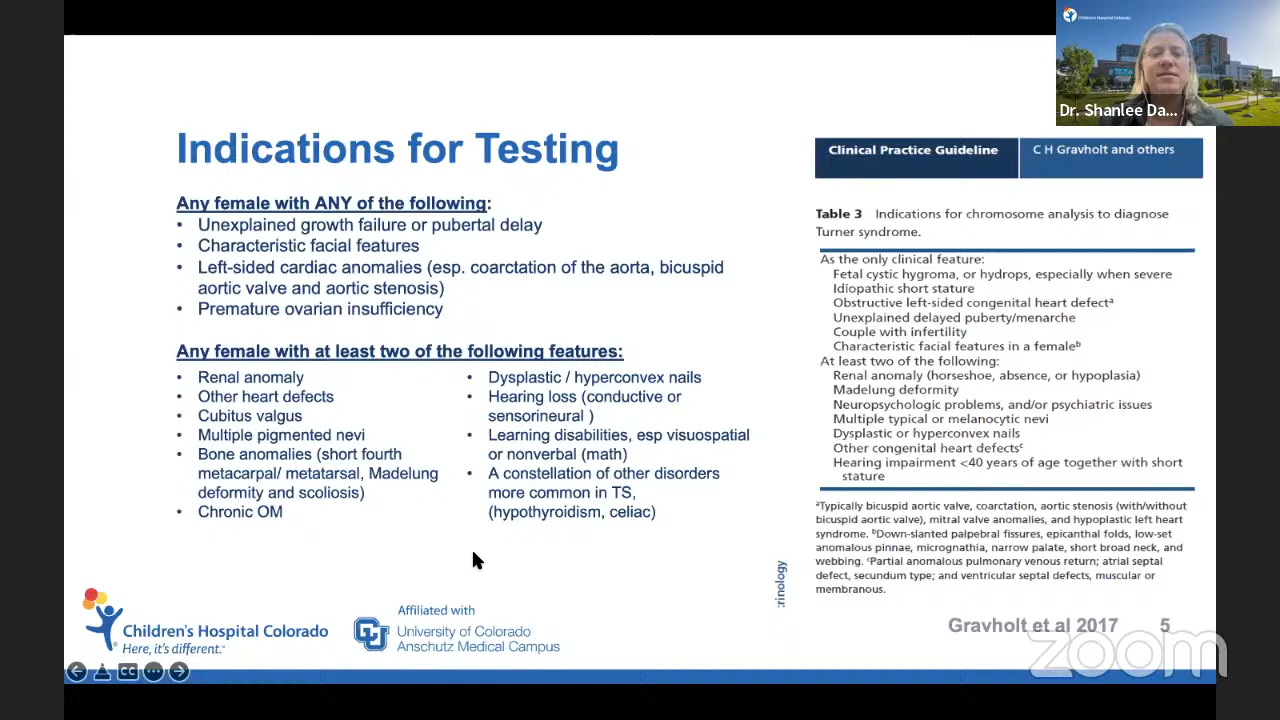 Children's Hospital Colorado
Dr. Shanlee Da...
Indications for Testing
Any female with ANY of the following:
• Unexplained growth failure or pubertal delay
• Characteristic facial features
• Left-sided cardiac anomalies (esp. coarctation of the aorta, bicuspid
aortic valve and aortic stenosis)
• Premature ovarian insufficiency
Any female with at least two of the following features:
• Renal anomaly
• Other heart defects
• Cubitus valgus
• Multiple pigmented nevi
• Bone anomalies (short fourth
metacarpal/ metatarsal, Madelung
deformity and scoliosis)
• Chronic OM
• Dysplastic / hyperconvex nails
• Hearing loss (conductive or
sensorineural )
• Learning disabilities, esp visuospatial
or nonverbal (math)
• A constellation of other disorders
more common in TS,
(hypothyroidism, celiac)
Clinical Practice Guideline
C H Gravholt and others
Table 3 Indications for chromosome analysis to diagnose
Turner syndrome.
As the only clinical feature:
Fetal cystic hygroma, or hydrops, especially when severe
Idiopathic short stature
Obstructive left-sided congenital heart defectᵃ
Unexplained delayed puberty/menarche
Couple with infertility
Characteristic facial features in a femaleᵇ
At least two of the following:
Renal anomaly (horseshoe, absence, or hypoplasia)
Madelung deformity
Neuropsychologic problems, and/or psychiatric issues
Multiple typical or melanocytic nevi
Dysplastic or hyperconvex nails
Other congenital heart defectsᶜ
Hearing impairment <40 years of age together with short
stature
ᵃTypically bicuspid aortic valve, coarctation, aortic stenosis (with/without
bicuspid aortic valve), mitral valve anomalies, and hypoplastic left heart
syndrome. ᵇDown-slanted palpebral fissures, epicanthal folds, low-set
anomalous pinnae, micrognathia, narrow palate, short broad neck, and
webbing. ᶜPartial anomalous pulmonary venous return; atrial septal
defect, secundum type; and ventricular septal defects, muscular or
membranous.
:rinology
Children's Hospital Colorado
Here, it's different.™
Affiliated with
University of Colorado
Anschutz Medical Campus
Gravholt et al 2017 5
CC
zoom